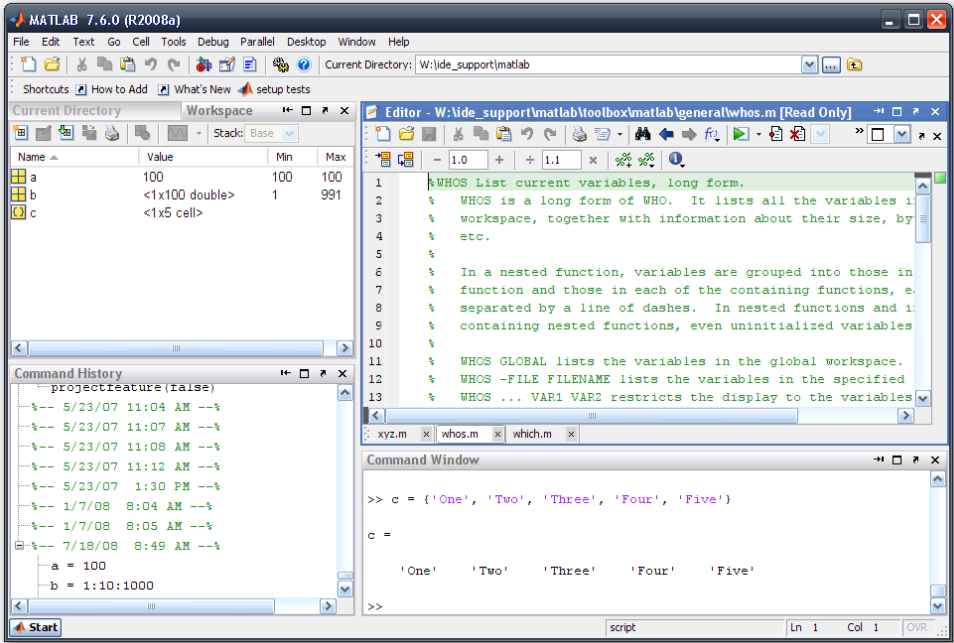 MATLAB 7.6.0 (R2008a)
File Edit Text Go Cell Tools Debug Parallel Desktop Window Help
Current Directory: W:\ide_support\matlab
Shortcuts How to Add What's New setup tests
Current Directory Workspace
Stack: Base
Name Value Min Max
a 100 100 100
b <1x100 double> 1 991
c <1x5 cell>
Command History
projectfeature(false)
%-- 5/23/07 11:04 AM --%
%-- 5/23/07 11:07 AM --%
%-- 5/23/07 11:08 AM --%
%-- 5/23/07 11:12 AM --%
%-- 5/23/07 1:30 PM --%
%-- 1/7/08 8:04 AM --%
%-- 1/7/08 8:05 AM --%
%-- 7/18/08 8:49 AM --%
a = 100
b = 1:10:1000
Editor - W:\ide_support\matlab\toolbox\matlab\general\whos.m [Read Only]
- 1.0 + ÷ 1.1 ×
1 %WHOS List current variables, long form.
2 % WHOS is a long form of WHO. It lists all the variables i
3 % workspace, together with information about their size, by
4 % etc.
5 %
6 % In a nested function, variables are grouped into those in
7 % function and those in each of the containing functions, e
8 % separated by a line of dashes. In nested functions and i
9 % containing nested functions, even uninitialized variables
10 %
11 % WHOS GLOBAL lists the variables in the global workspace.
12 % WHOS -FILE FILENAME lists the variables in the specified
13 % WHOS ... VAR1 VAR2 restricts the display to the variables
xyz.m whos.m which.m
Command Window
>> c = {'One', 'Two', 'Three', 'Four', 'Five'}
c =
'One' 'Two' 'Three' 'Four' 'Five'
>>
Start
script Ln 1 Col 1 OVR